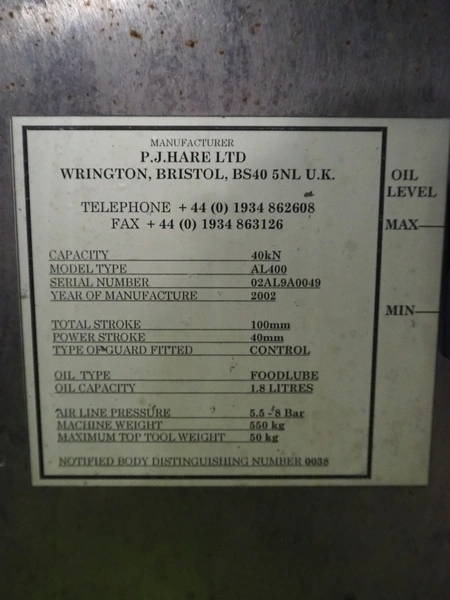 MANUFACTURER
P.J.HARE LTD
WRINGTON, BRISTOL, BS40 5NL U.K.
TELEPHONE + 44 (0) 1934 862608
FAX + 44 (0) 1934 863126
CAPACITY 40kN
MODEL TYPE AL400
SERIAL NUMBER 02AL9A0049
YEAR OF MANUFACTURE 2002
TOTAL STROKE 100mm
POWER STROKE 40mm
TYPE OF GUARD FITTED CONTROL
OIL TYPE FOODLUBE
OIL CAPACITY 1.8 LITRES
AIR LINE PRESSURE 5.5 - 8 Bar
MACHINE WEIGHT 550 kg
MAXIMUM TOP TOOL WEIGHT 50 kg
NOTIFIED BODY DISTINGUISHING NUMBER 0038
OIL
LEVEL
MAX
MIN